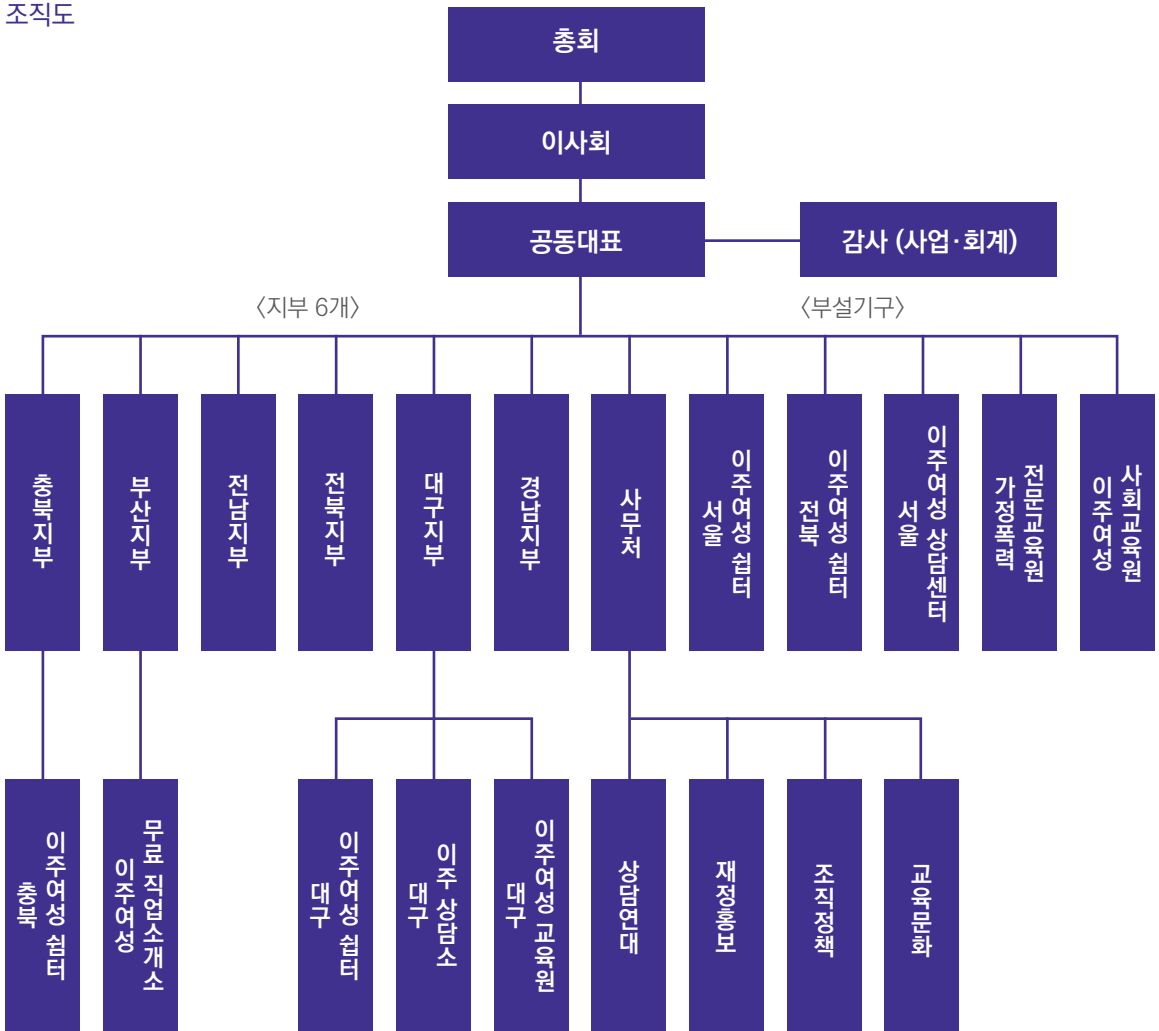 조직도
총회
이사회
공동대표
감사 (사업·회계)
〈지부 6개〉
〈부설기구〉
충북지부
부산지부
전남지부
전북지부
대구지부
경남지부
사무처
서울
이주여성 쉽터
전북
이주여성 쉼터
서울
이주여성 상담센터
가정폭력
전문교육원
이주여성
사회교육원
충북
이주여성 쉼터
이주여성
무료 직업소개소
대구
이주여성 쉽터
대구
이주 상담소
대구
이주여성 교육원
상담연대
재정홍보
조직정책
교육문화